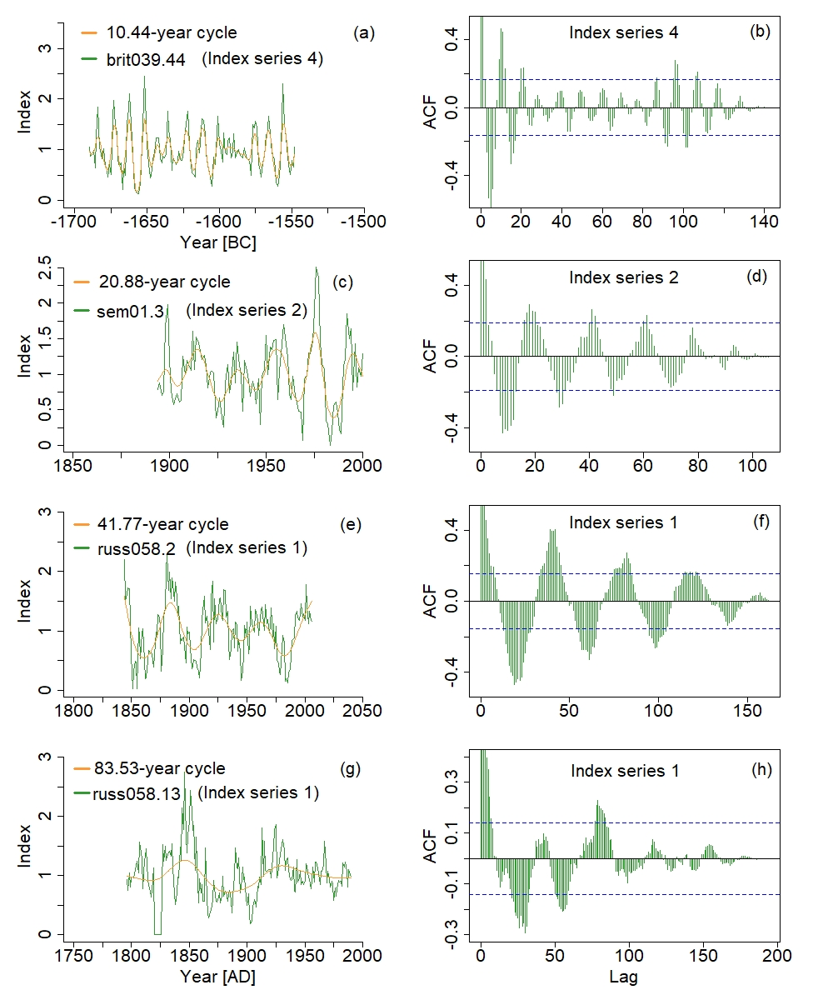 10.44-year cycle
(a)
brit039.44 (Index series 4)
Index
3
2
1
0
-1700 -1650 -1600 -1550 -1500
Year [BC]
Index series 4
(b)
ACF
0.4
0.0
-0.4
0 20 40 60 80 100 140
20.88-year cycle
(c)
sem01.3 (Index series 2)
Index
2.5
2
1.5
1
0.5
0
1850 1900 1950 2000
Index series 2
(d)
ACF
0.4
0.0
-0.4
0 20 40 60 80 100
41.77-year cycle
(e)
russ058.2 (Index series 1)
Index
3
2
1
0
1800 1850 1900 1950 2000 2050
Index series 1
(f)
ACF
0.4
0.0
-0.4
0 50 100 150
83.53-year cycle
(g)
russ058.13 (Index series 1)
Index
3
2
1
0
1750 1800 1850 1900 1950 2000
Year [AD]
Index series 1
(h)
ACF
0.3
0.1
-0.1
-0.3
0 50 100 150 200
Lag